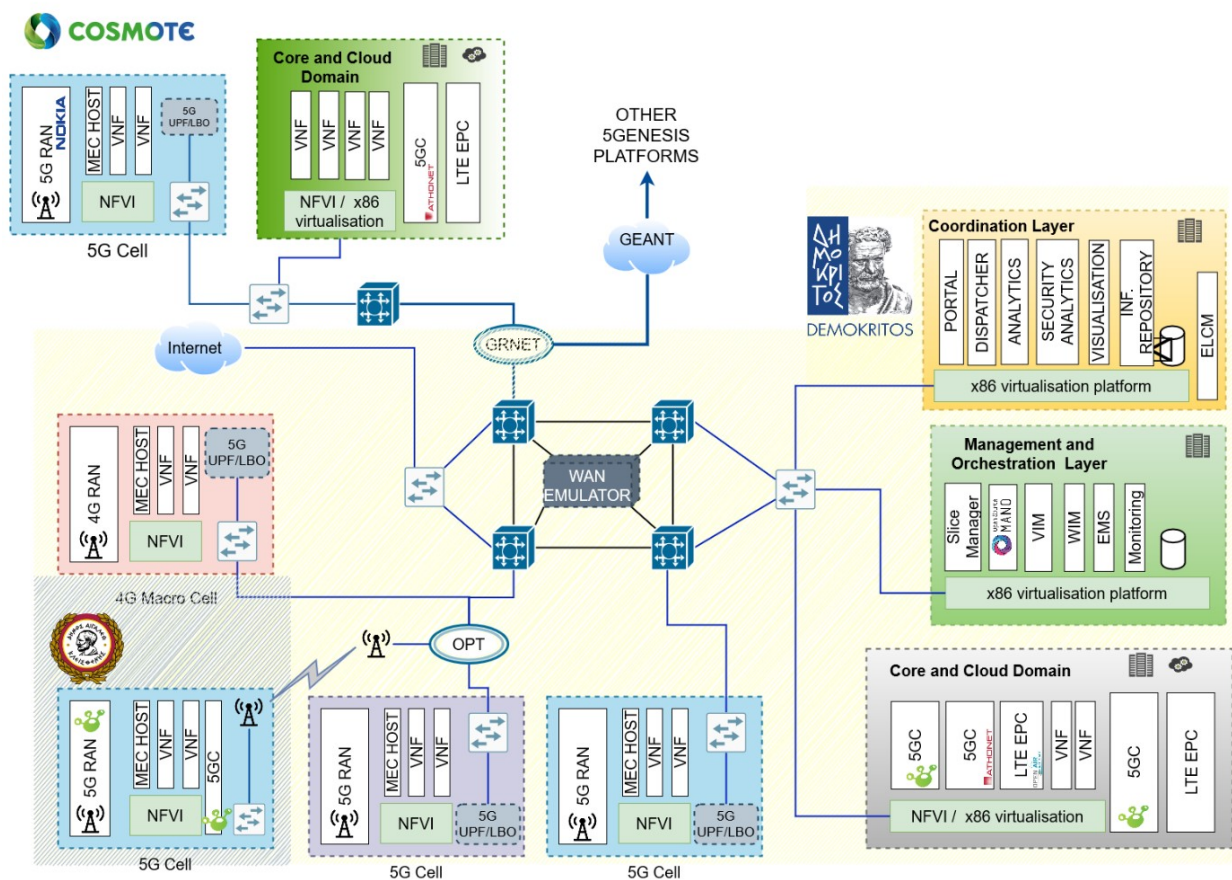 COSMOTE
5G RAN
NOKIA
MEC HOST
VNF
VNF
5G
UPF/LBO
NFVI
5G Cell
Core and Cloud
Domain
VNF
VNF
VNF
VNF
5GC
ATHONET
LTE EPC
NFVI / x86
virtualisation
OTHER
5GENESIS
PLATFORMS
GEANT
GRNET
Internet
ΔΗ
ΜΟ
ΚΡΙ
ΤΟΣ
DEMOKRITOS
Coordination Layer
PORTAL
DISPATCHER
ANALYTICS
SECURITY
ANALYTICS
VISUALISATION
INF.
REPOSITORY
ELCM
x86 virtualisation platform
4G RAN
MEC HOST
VNF
VNF
5G
UPF/LBO
NFVI
4G Macro Cell
WAN
EMULATOR
Management and
Orchestration Layer
Slice
Manager
MANO
VIM
WIM
EMS
Monitoring
x86 virtualisation platform
OPT
5G RAN
MEC HOST
VNF
VNF
5GC
NFVI
5G Cell
5G RAN
MEC HOST
VNF
VNF
NFVI
5G
UPF/LBO
5G Cell
5G RAN
MEC HOST
VNF
VNF
NFVI
5G
UPF/LBO
5G Cell
Core and Cloud Domain
5GC
5GC
ATHONET
LTE EPC
OPEN AIR
VNF
VNF
5GC
LTE EPC
NFVI / x86 virtualisation